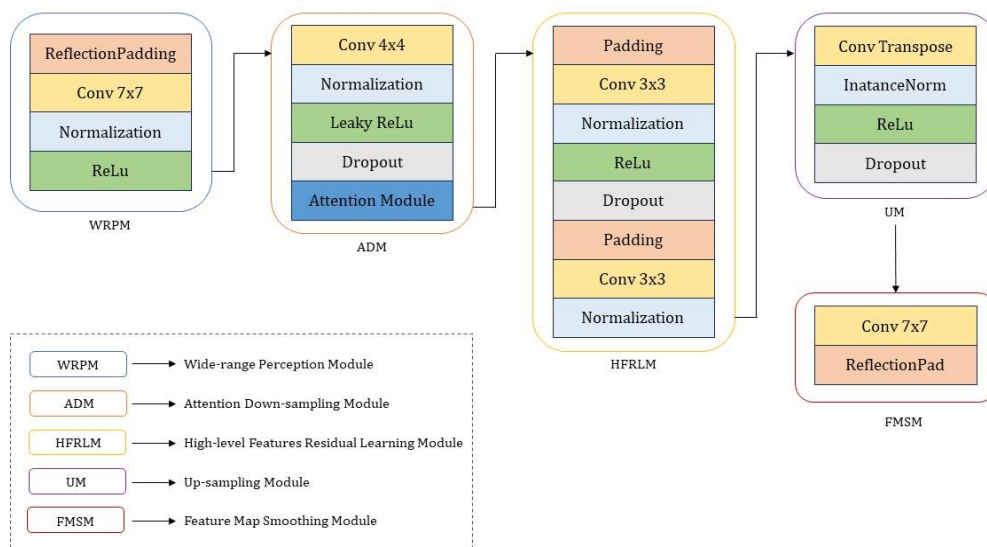 ReflectionPadding
Conv 7x7
Normalization
ReLu
WRPM
Conv 4x4
Normalization
Leaky ReLu
Dropout
Attention Module
ADM
Padding
Conv 3x3
Normalization
ReLu
Dropout
Padding
Conv 3x3
Normalization
HFRLM
Conv Transpose
InatanceNorm
ReLu
Dropout
UM
Conv 7x7
ReflectionPad
FMSM
WRPM Wide-range Perception Module
ADM Attention Down-sampling Module
HFRLM High-level Features Residual Learning Module
UM Up-sampling Module
FMSM Feature Map Smoothing Module